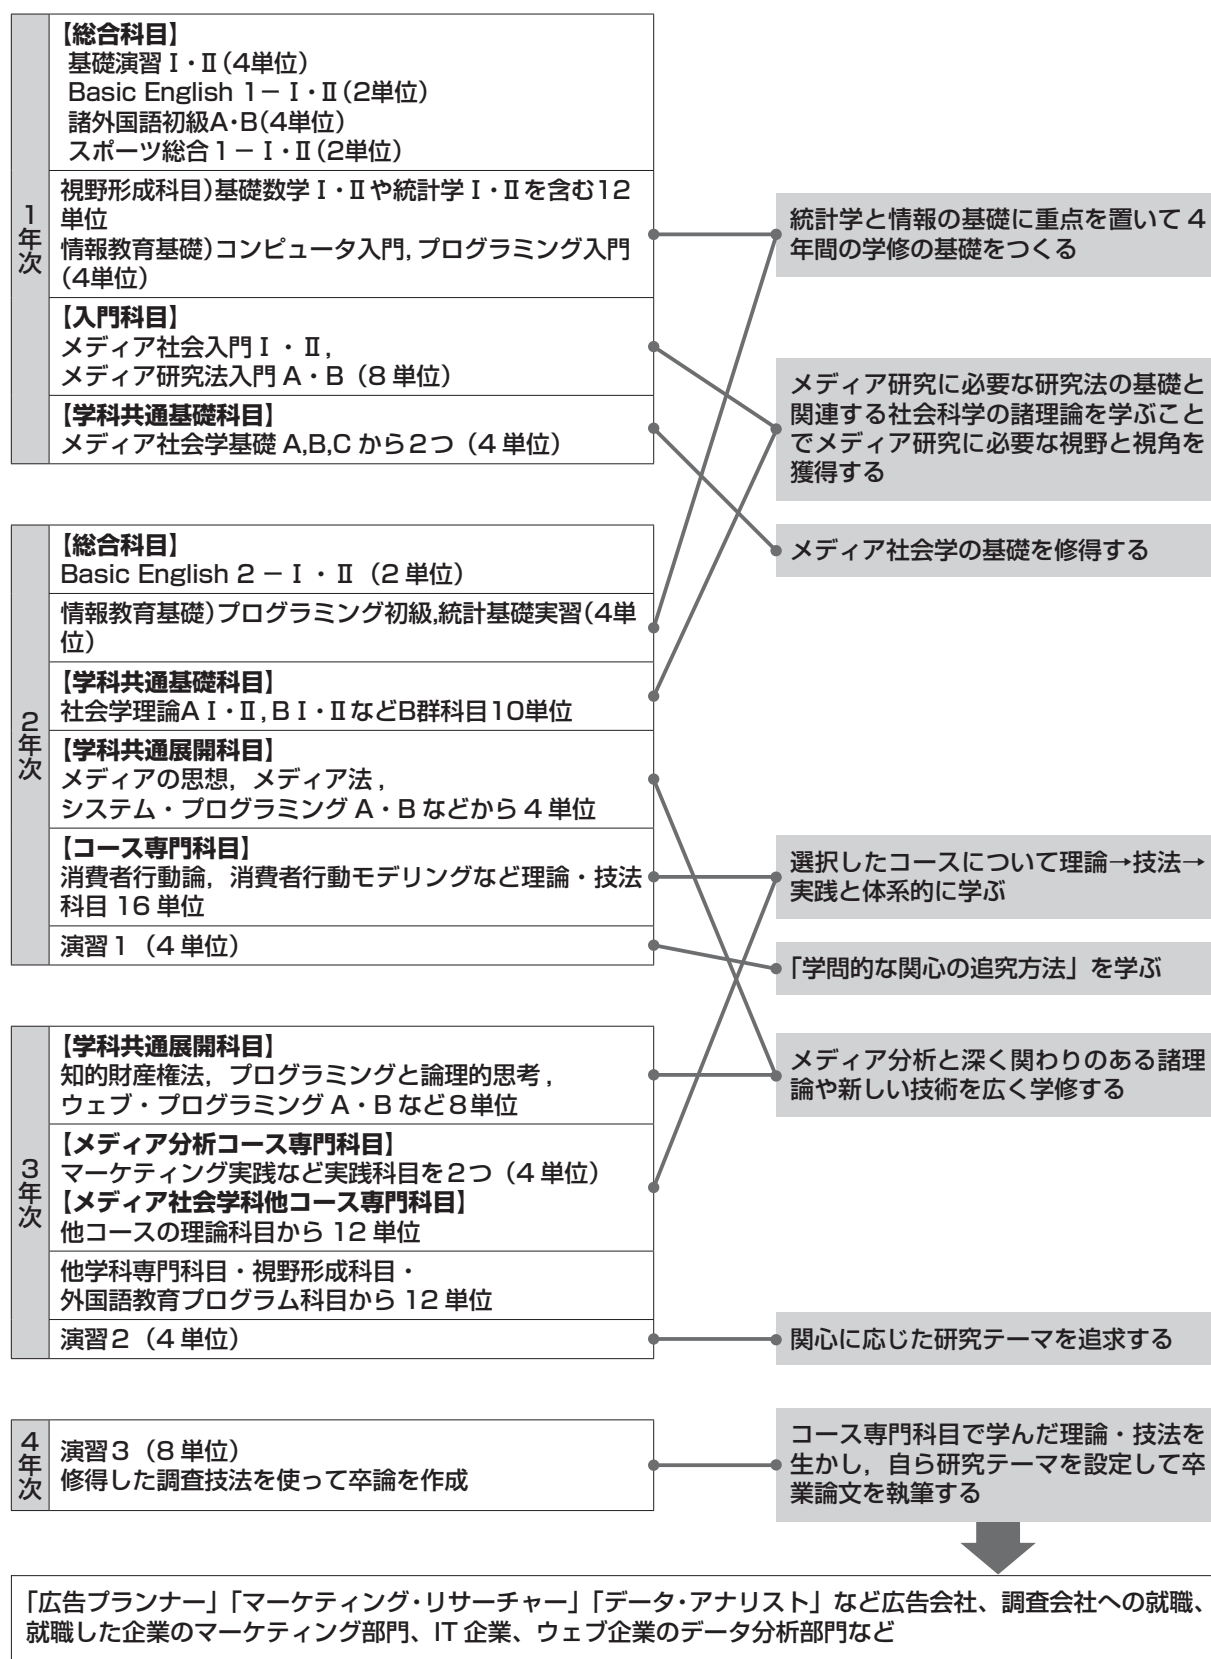 1年次
【総合科目】
基礎演習Ⅰ・Ⅱ(4単位)
Basic English 1－Ⅰ・Ⅱ(2単位)
諸外国語初級A・B(4単位)
スポーツ総合1－Ⅰ・Ⅱ(2単位)
視野形成科目)基礎数学Ⅰ・Ⅱや統計学Ⅰ・Ⅱを含む12
単位
情報教育基礎)コンピュータ入門, プログラミング入門
(4単位)
【入門科目】
メディア社会入門Ⅰ・Ⅱ,
メディア研究法入門 A・B（8 単位）
【学科共通基礎科目】
メディア社会学基礎 A,B,C から2つ（4 単位）
統計学と情報の基礎に重点を置いて 4
年間の学修の基礎をつくる
メディア研究に必要な研究法の基礎と
関連する社会科学の諸理論を学ぶこと
でメディア研究に必要な視野と視角を
獲得する
メディア社会学の基礎を修得する
2年次
【総合科目】
Basic English 2 － Ⅰ・Ⅱ（2 単位）
情報教育基礎)プログラミング初級,統計基礎実習(4単
位)
【学科共通基礎科目】
社会学理論AⅠ・Ⅱ, BⅠ・ⅡなどB群科目10単位
【学科共通展開科目】
メディアの思想，メディア法 ,
システム・プログラミング A・B などから 4 単位
【コース専門科目】
消費者行動論，消費者行動モデリングなど理論・技法
科目 16 単位
演習1（4 単位）
選択したコースについて理論→技法→
実践と体系的に学ぶ
「学問的な関心の追究方法」を学ぶ
メディア分析と深く関わりのある諸理
論や新しい技術を広く学修する
3年次
【学科共通展開科目】
知的財産権法，プログラミングと論理的思考 ,
ウェブ・プログラミング A・B など8単位
【メディア分析コース専門科目】
マーケティング実践など実践科目を2つ（4 単位）
【メディア社会学科他コース専門科目】
他コースの理論科目から 12 単位
他学科専門科目・視野形成科目・
外国語教育プログラム科目から 12 単位
演習2（4 単位）
関心に応じた研究テーマを追求する
4年次
演習3（8 単位）
修得した調査技法を使って卒論を作成
コース専門科目で学んだ理論・技法を
生かし，自ら研究テーマを設定して卒
業論文を執筆する
「広告プランナー」「マーケティング・リサーチャー」「データ・アナリスト」など広告会社、調査会社への就職、
就職した企業のマーケティング部門、IT 企業、ウェブ企業のデータ分析部門など